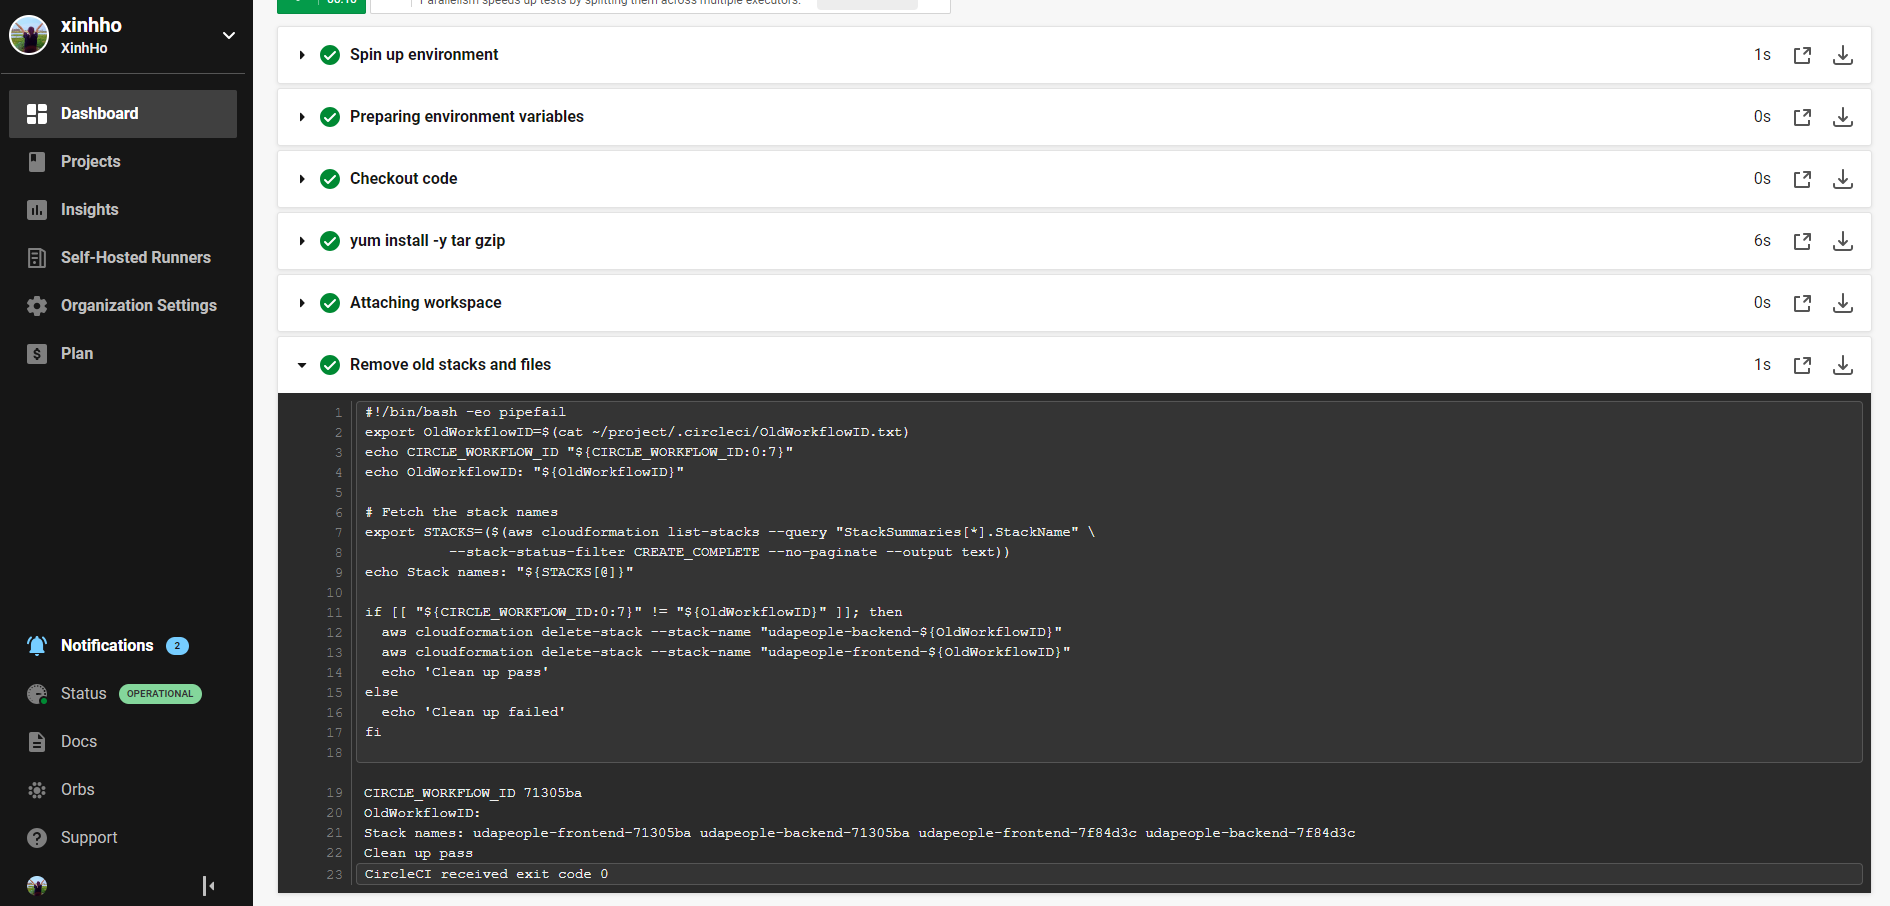 xinhho
XinhHo
Dashboard
Projects
Insights
Self-Hosted Runners
Organization Settings
Plan
Notifications 2
Status OPERATIONAL
Docs
Orbs
Support
Parallelism speeds up tests by splitting them across multiple executors.
Spin up environment 1s
Preparing environment variables 0s
Checkout code 0s
yum install -y tar gzip 6s
Attaching workspace 0s
Remove old stacks and files 1s
1 #!/bin/bash -eo pipefail
2 export OldWorkflowID=$(cat ~/project/.circleci/OldWorkflowID.txt)
3 echo CIRCLE_WORKFLOW_ID "${CIRCLE_WORKFLOW_ID:0:7}"
4 echo OldWorkflowID: "${OldWorkflowID}"
5
6 # Fetch the stack names
7 export STACKS=($(aws cloudformation list-stacks --query "StackSummaries[*].StackName" \
8           --stack-status-filter CREATE_COMPLETE --no-paginate --output text))
9 echo Stack names: "${STACKS[@]}"
10
11 if [[ "${CIRCLE_WORKFLOW_ID:0:7}" != "${OldWorkflowID}" ]]; then
12   aws cloudformation delete-stack --stack-name "udapeople-backend-${OldWorkflowID}"
13   aws cloudformation delete-stack --stack-name "udapeople-frontend-${OldWorkflowID}"
14   echo 'Clean up pass'
15 else
16   echo 'Clean up failed'
17 fi
18
19 CIRCLE_WORKFLOW_ID 71305ba
20 OldWorkflowID:
21 Stack names: udapeople-frontend-71305ba udapeople-backend-71305ba udapeople-frontend-7f84d3c udapeople-backend-7f84d3c
22 Clean up pass
23 CircleCI received exit code 0